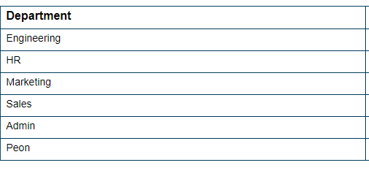 Department
Engineering
HR
Marketing
Sales
Admin
Peon